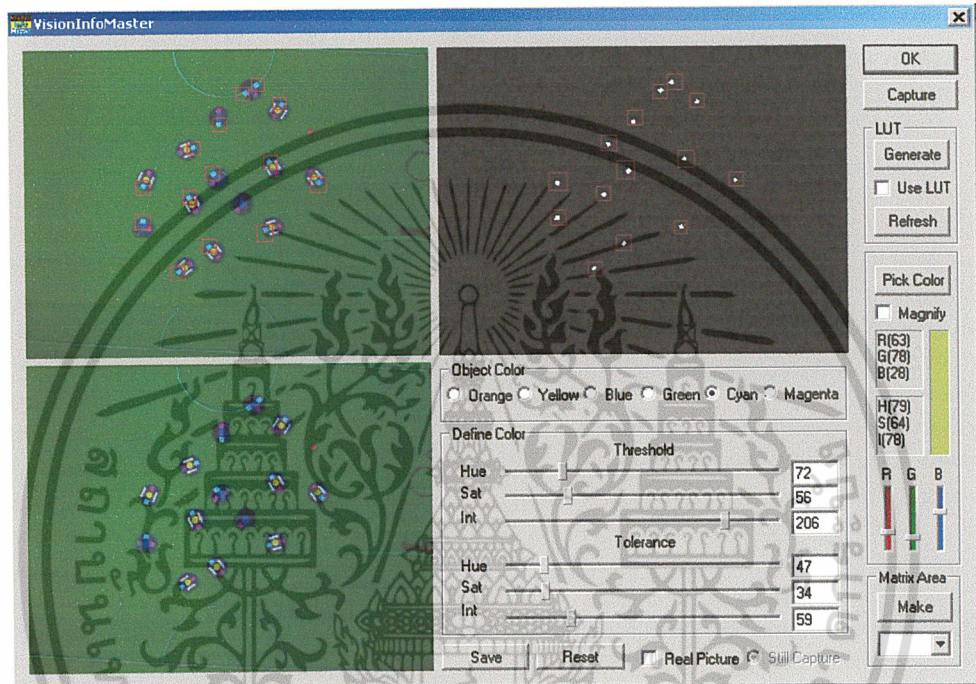 VisionInfoMaster
OK
Capture
LUT
Generate
Use LUT
Refresh
Pick Color
Magnify
R(63)
G(78)
B(28)
H(79)
S(64)
I(78)
R G B
Matrix Area
Make
Object Color
Orange Yellow Blue Green Cyan Magenta
Define Color
Threshold
Hue 72
Sat 56
Int 206
Tolerance
Hue 47
Sat 34
Int 59
Save Reset Real Picture Still Capture